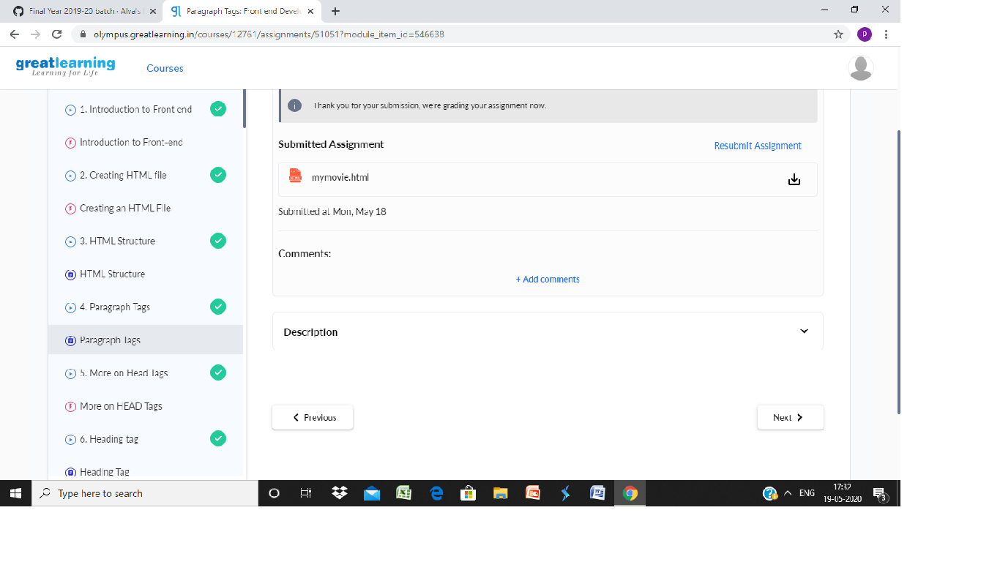 Final Year 2019-20 batch · Alva's
Paragraph Tags: Front end Develo
olympus.greatlearning.in/courses/12761/assignments/51051?module_item_id=546638
P
greatlearning
Learning for Life
Courses
1. Introduction to Front end
Introduction to Front-end
2. Creating HTML file
Creating an HTML File
3. HTML Structure
HTML Structure
4. Paragraph Tags
Paragraph Tags
5. More on Head Tags
More on HEAD Tags
6. Heading tag
Heading Tag
Thank you for your submission, we're grading your assignment now.
Submitted Assignment
Resubmit Assignment
HTML
mymovie.html
Submitted at Mon, May 18
Comments:
+ Add comments
Description
Previous
Next
Type here to search
ENG
17:32
19-05-2020
3